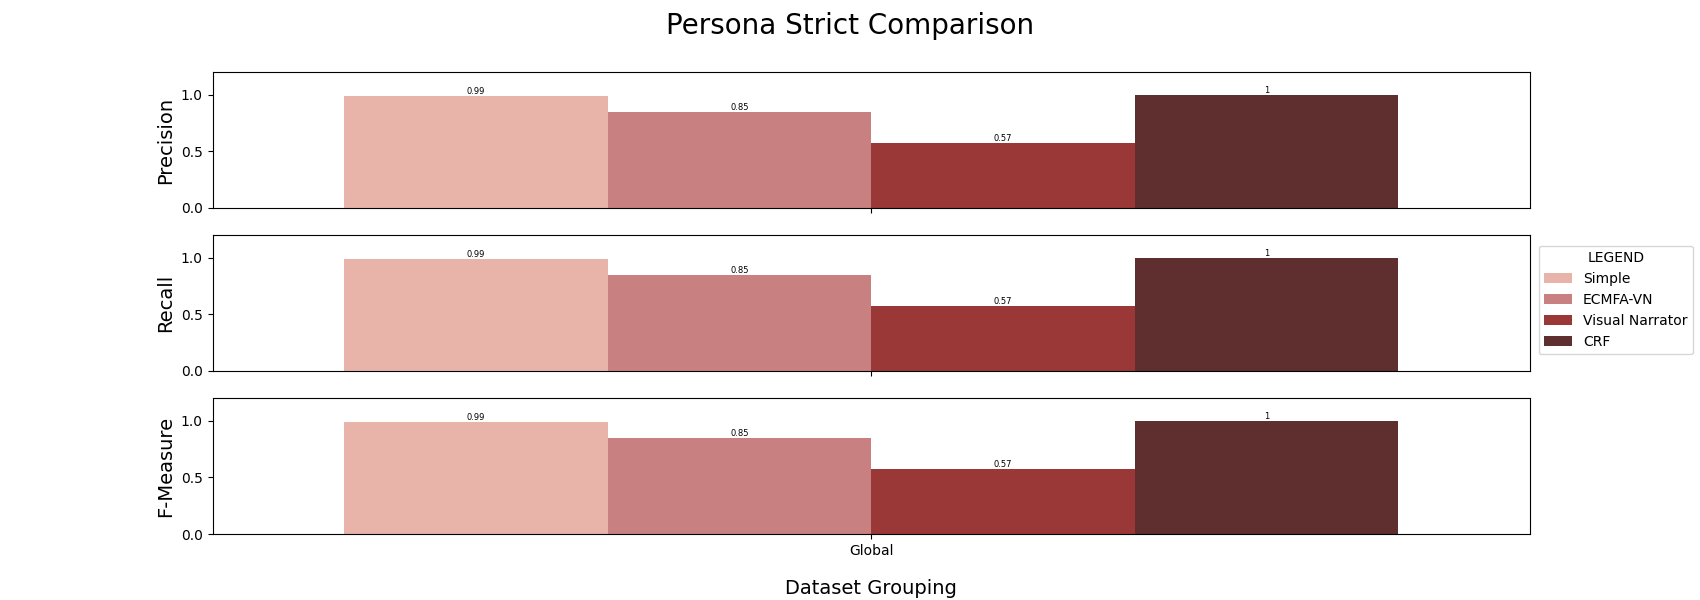 Persona Strict Comparison
Precision
1.0
0.5
0.0
0.99
0.85
0.57
1
Recall
1.0
0.5
0.0
0.99
0.85
0.57
1
F-Measure
1.0
0.5
0.0
0.99
0.85
0.57
1
Global
Dataset Grouping
LEGEND
Simple
ECMFA-VN
Visual Narrator
CRF